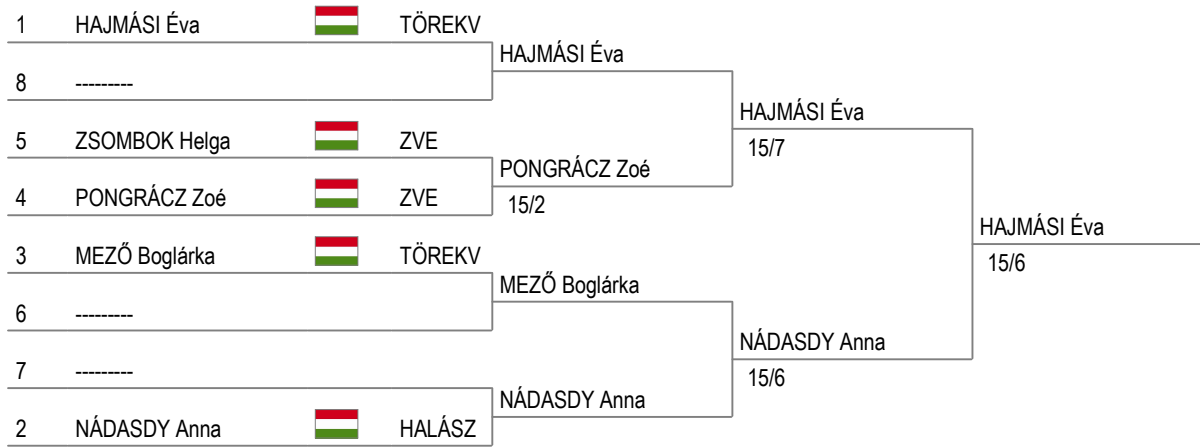 1 HAJMÁSI Éva TÖREKV
HAJMÁSI Éva
8 ---------
HAJMÁSI Éva
15/7
5 ZSOMBOK Helga ZVE
PONGRÁCZ Zoé
15/2
4 PONGRÁCZ Zoé ZVE
HAJMÁSI Éva
15/6
3 MEZŐ Boglárka TÖREKV
MEZŐ Boglárka
6 ---------
NÁDASDY Anna
15/6
7 ---------
NÁDASDY Anna
2 NÁDASDY Anna HALÁSZ